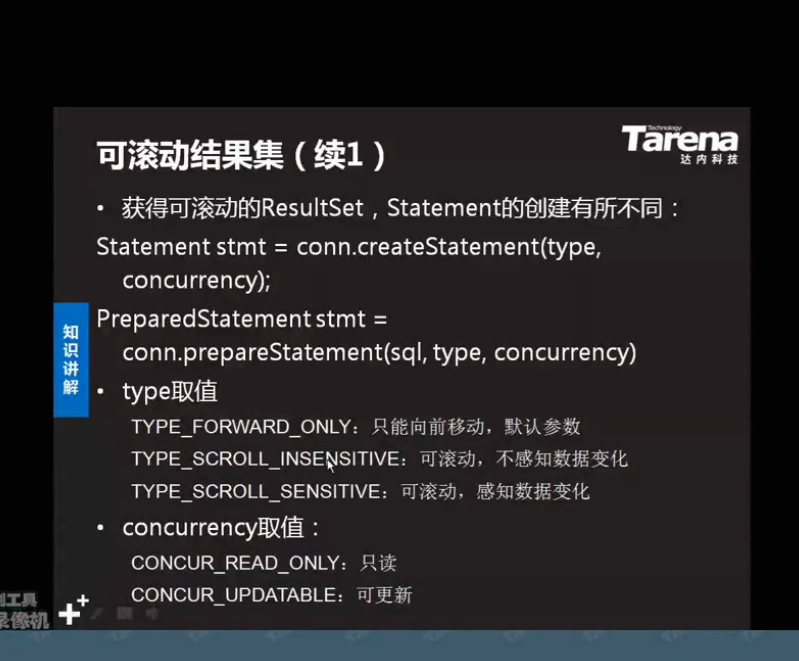 Technology
Tarena
达内科技
可滚动结果集（续1）
• 获得可滚动的ResultSet，Statement的创建有所不同：
Statement stmt = conn.createStatement(type,
concurrency);
PreparedStatement stmt =
conn.prepareStatement(sql, type, concurrency)
知识讲解
• type取值
TYPE_FORWARD_ONLY：只能向前移动，默认参数
TYPE_SCROLL_INSENSITIVE：可滚动，不感知数据变化
TYPE_SCROLL_SENSITIVE：可滚动，感知数据变化
• concurrency取值：
CONCUR_READ_ONLY：只读
CONCUR_UPDATABLE：可更新
工具
录像机